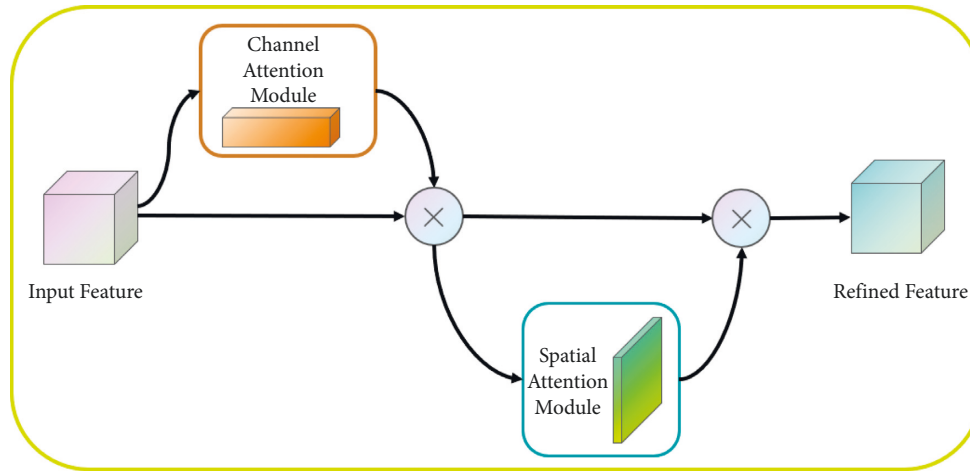 Channel
Attention
Module
Input Feature
Refined Feature
Spatial
Attention
Module